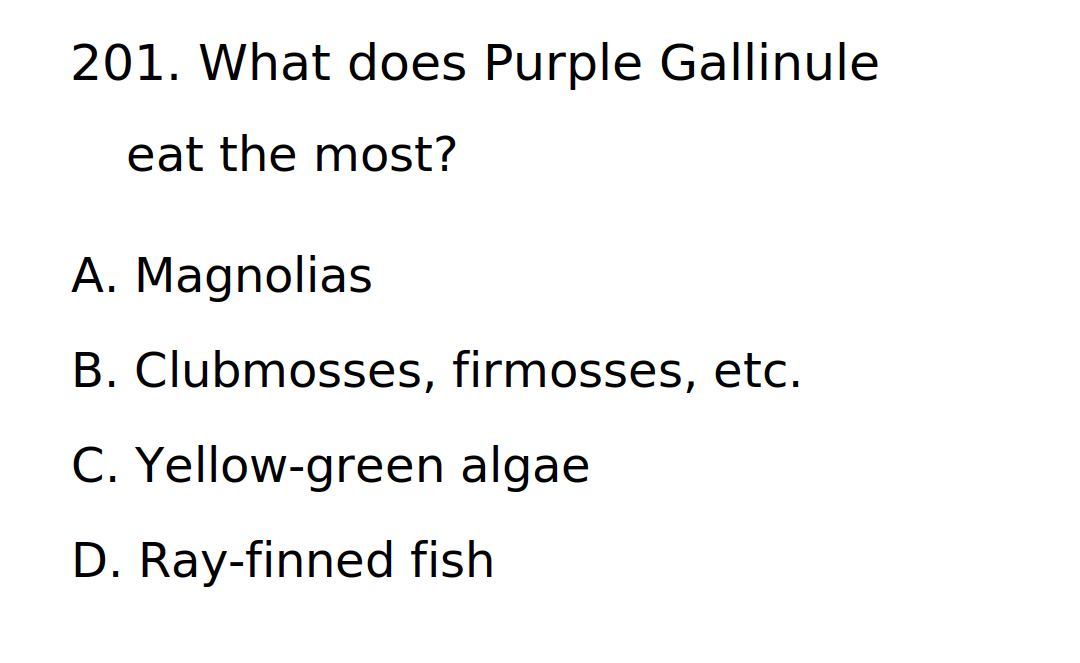 201. What does Purple Gallinule
eat the most?
A. Magnolias
B. Clubmosses, firmosses, etc.
C. Yellow-green algae
D. Ray-finned fish